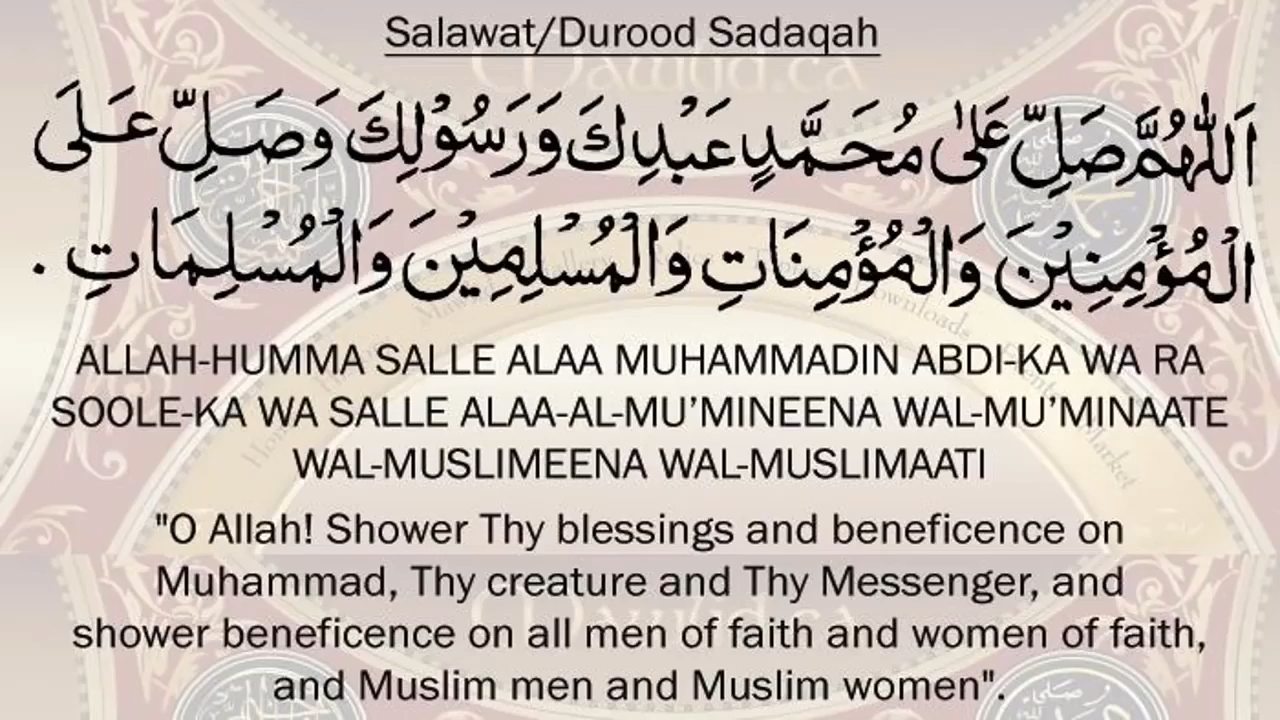 Salawat/Durood Sadaqah
اَللّٰهُمَّ صَلِّ عَلٰى مُحَمَّدٍ عَبْدِكَ وَرَسُوْلِكَ وَصَلِّ عَلَى
الْمُؤْمِنِيْنَ وَالْمُؤْمِنَاتِ وَالْمُسْلِمِيْنَ وَالْمُسْلِمَاتِ .
ALLAH-HUMMA SALLE ALAA MUHAMMADIN ABDI-KA WA RA
SOOLE-KA WA SALLE ALAA-AL-MU’MINEENA WAL-MU’MINAATE
WAL-MUSLIMEENA WAL-MUSLIMAATI
"O Allah! Shower Thy blessings and beneficence on
Muhammad, Thy creature and Thy Messenger, and
shower beneficence on all men of faith and women of faith,
and Muslim men and Muslim women".